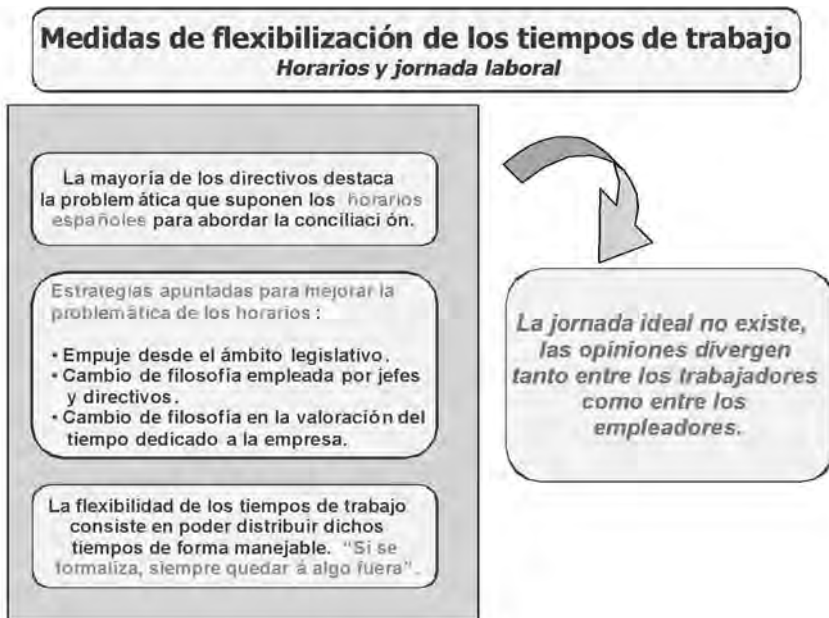 Medidas de flexibilización de los tiempos de trabajo
Horarios y jornada laboral
La mayoría de los directivos destaca
la problemática que suponen los horarios
españoles para abordar la conciliaci ón.
Estrategias apuntadas para mejorar la
problemática de los horarios :
• Empuje desde el ámbito legislativo.
• Cambio de filosofía empleada por jefes
y directivos.
• Cambio de filosofía en la valoración del
tiempo dedicado a la empresa.
La flexibilidad de los tiempos de trabajo
consiste en poder distribuir dichos
tiempos de forma manejable. “Si se
formaliza, siempre quedar á algo fuera”.
La jornada ideal no existe,
las opiniones divergen
tanto entre los trabajadores
como entre los
empleadores.